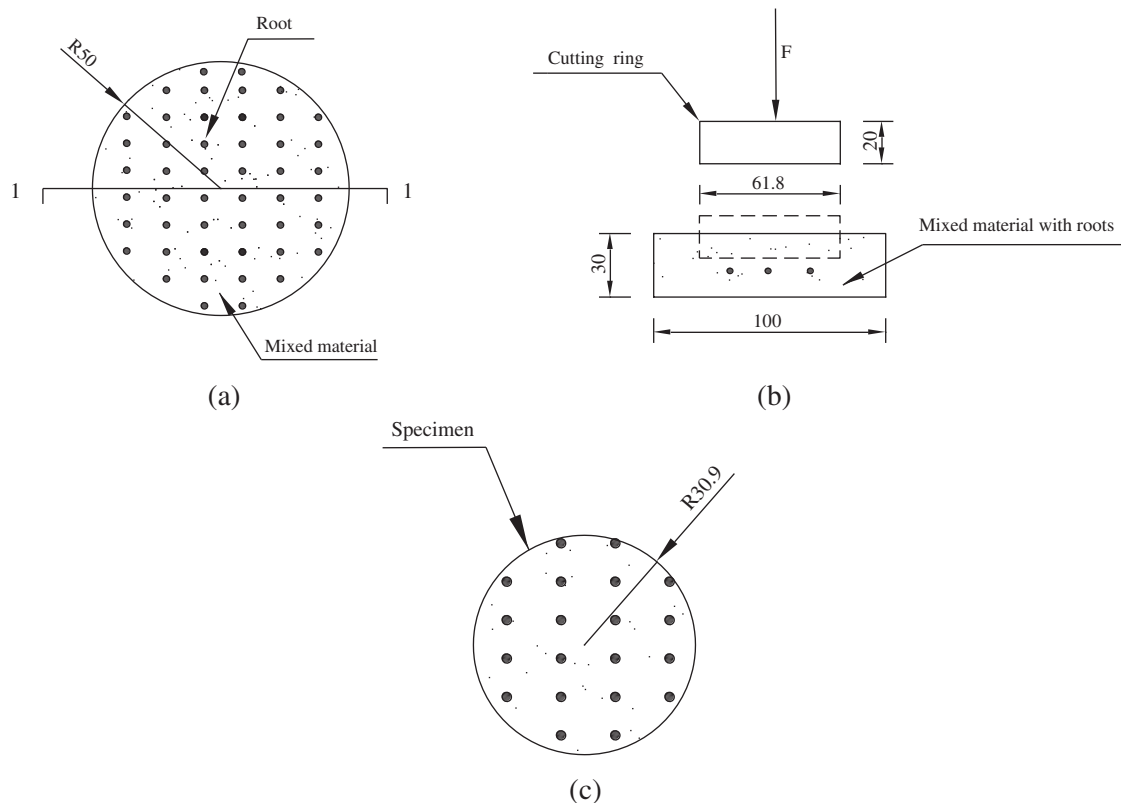 Root
R50
1
1
Mixed material
(a)
F
Cutting ring
20
61.8
Mixed material with roots
30
100
(b)
Specimen
R30.9
(c)